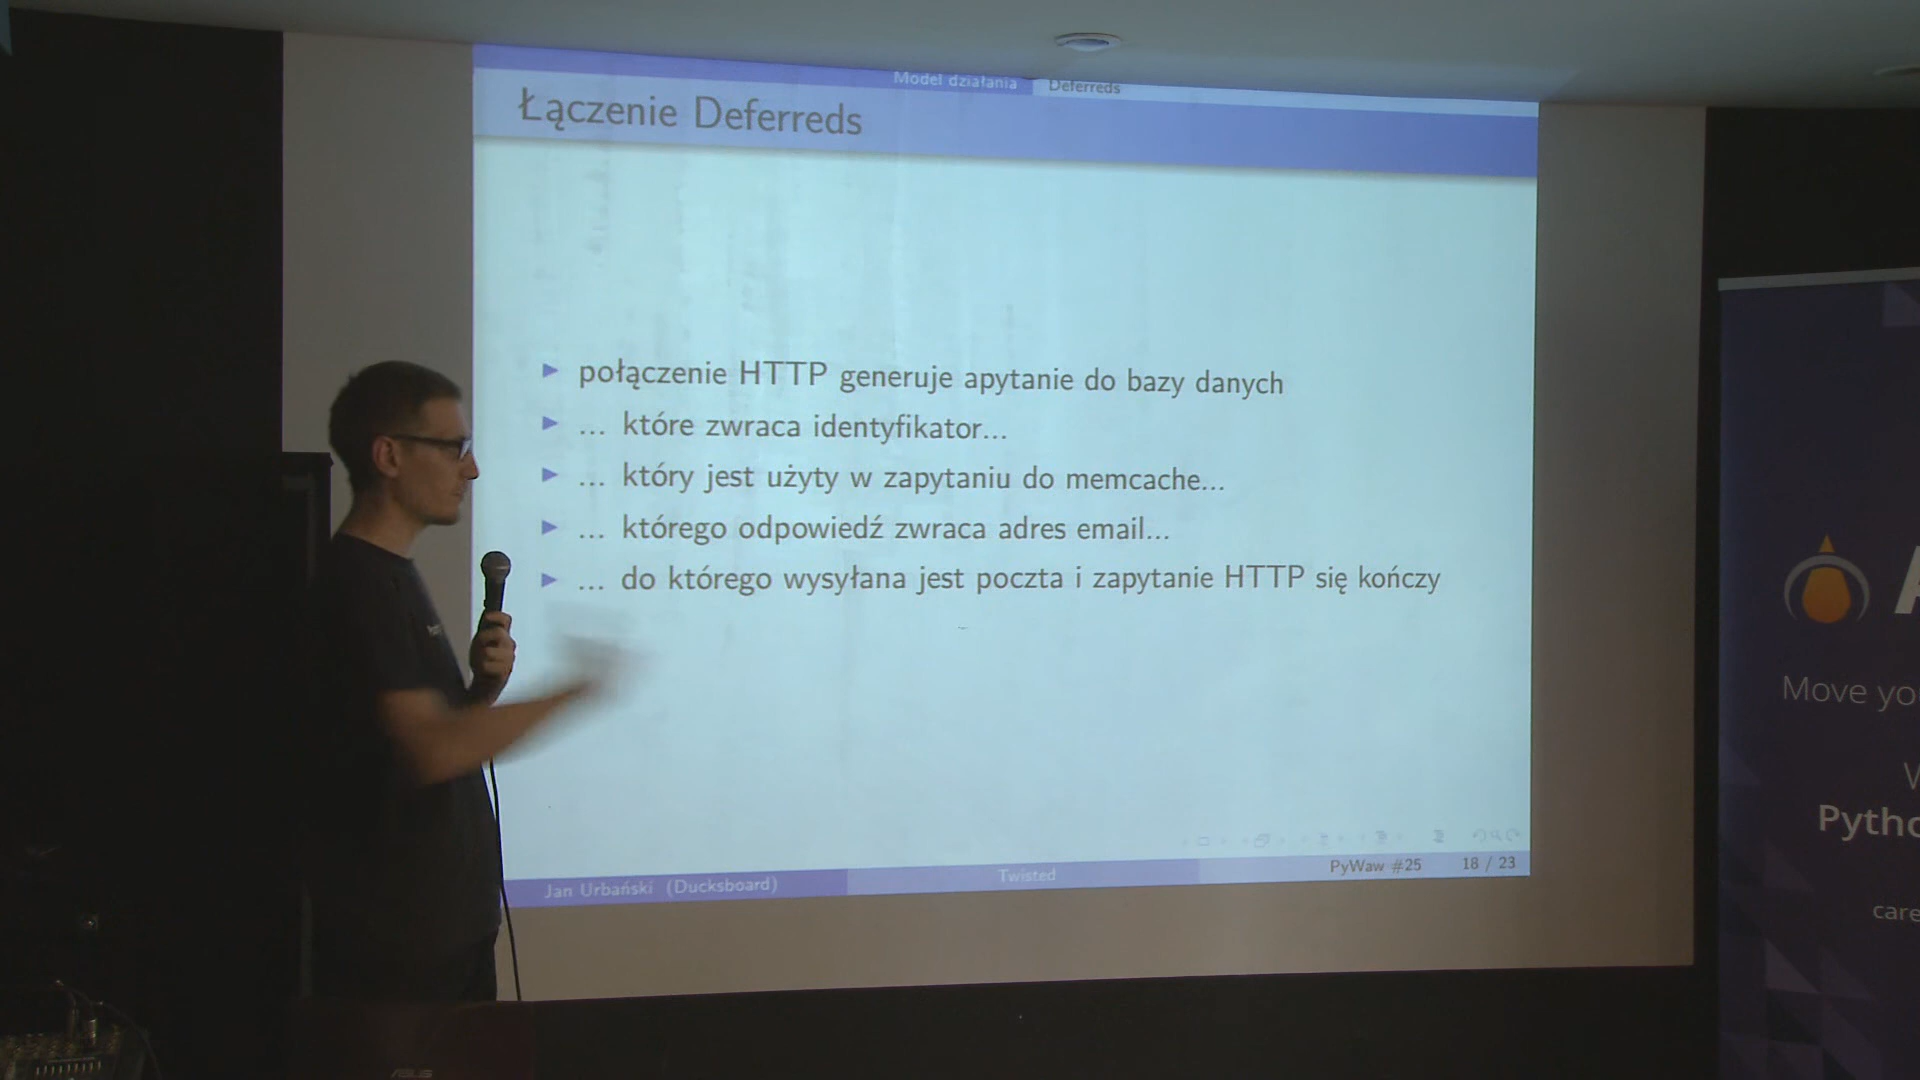 Model działania Deferreds
Łączenie Deferreds
połączenie HTTP generuje apytanie do bazy danych
... które zwraca identyfikator...
... który jest użyty w zapytaniu do memcache...
... którego odpowiedź zwraca adres email...
... do którego wysyłana jest poczta i zapytanie HTTP się kończy
Jan Urbański (Ducksboard) Twisted PyWaw #25 18 / 23
A
Move yo
W
Pytho
care
ASUS